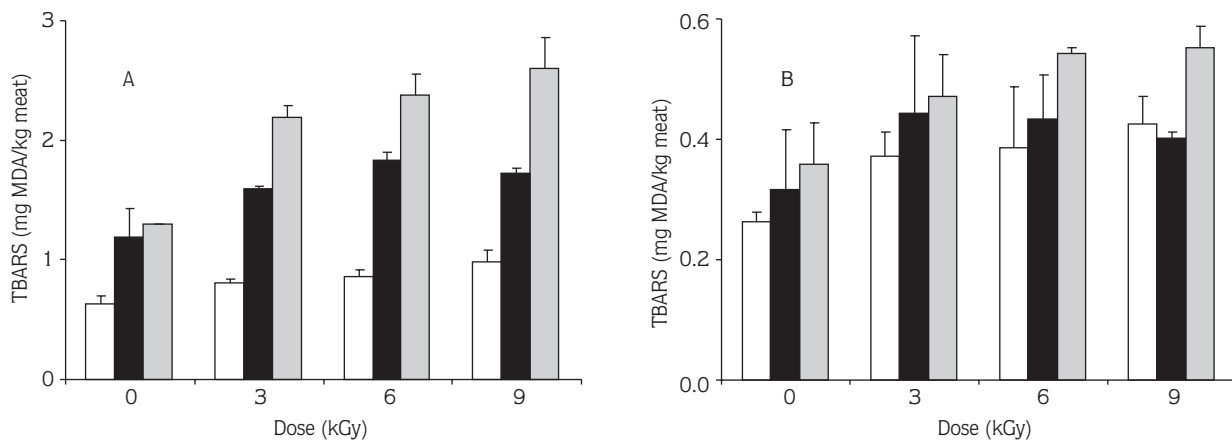 3
2
1
0
TBARS (mg MDA/kg meat)
A
0 3 6 9
Dose (kGy)
0.6
0.4
0.2
0.0
TBARS (mg MDA/kg meat)
B
0 3 6 9
Dose (kGy)